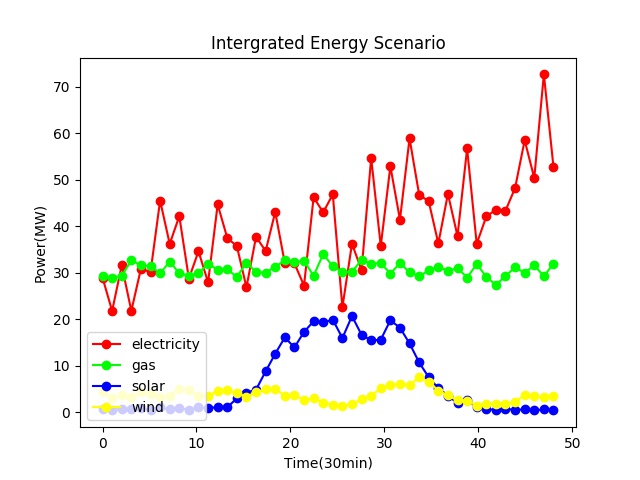 Intergrated Energy Scenario
Power(MW)
70
60
50
40
30
20
10
0
electricity
gas
solar
wind
0 10 20 30 40 50
Time(30min)